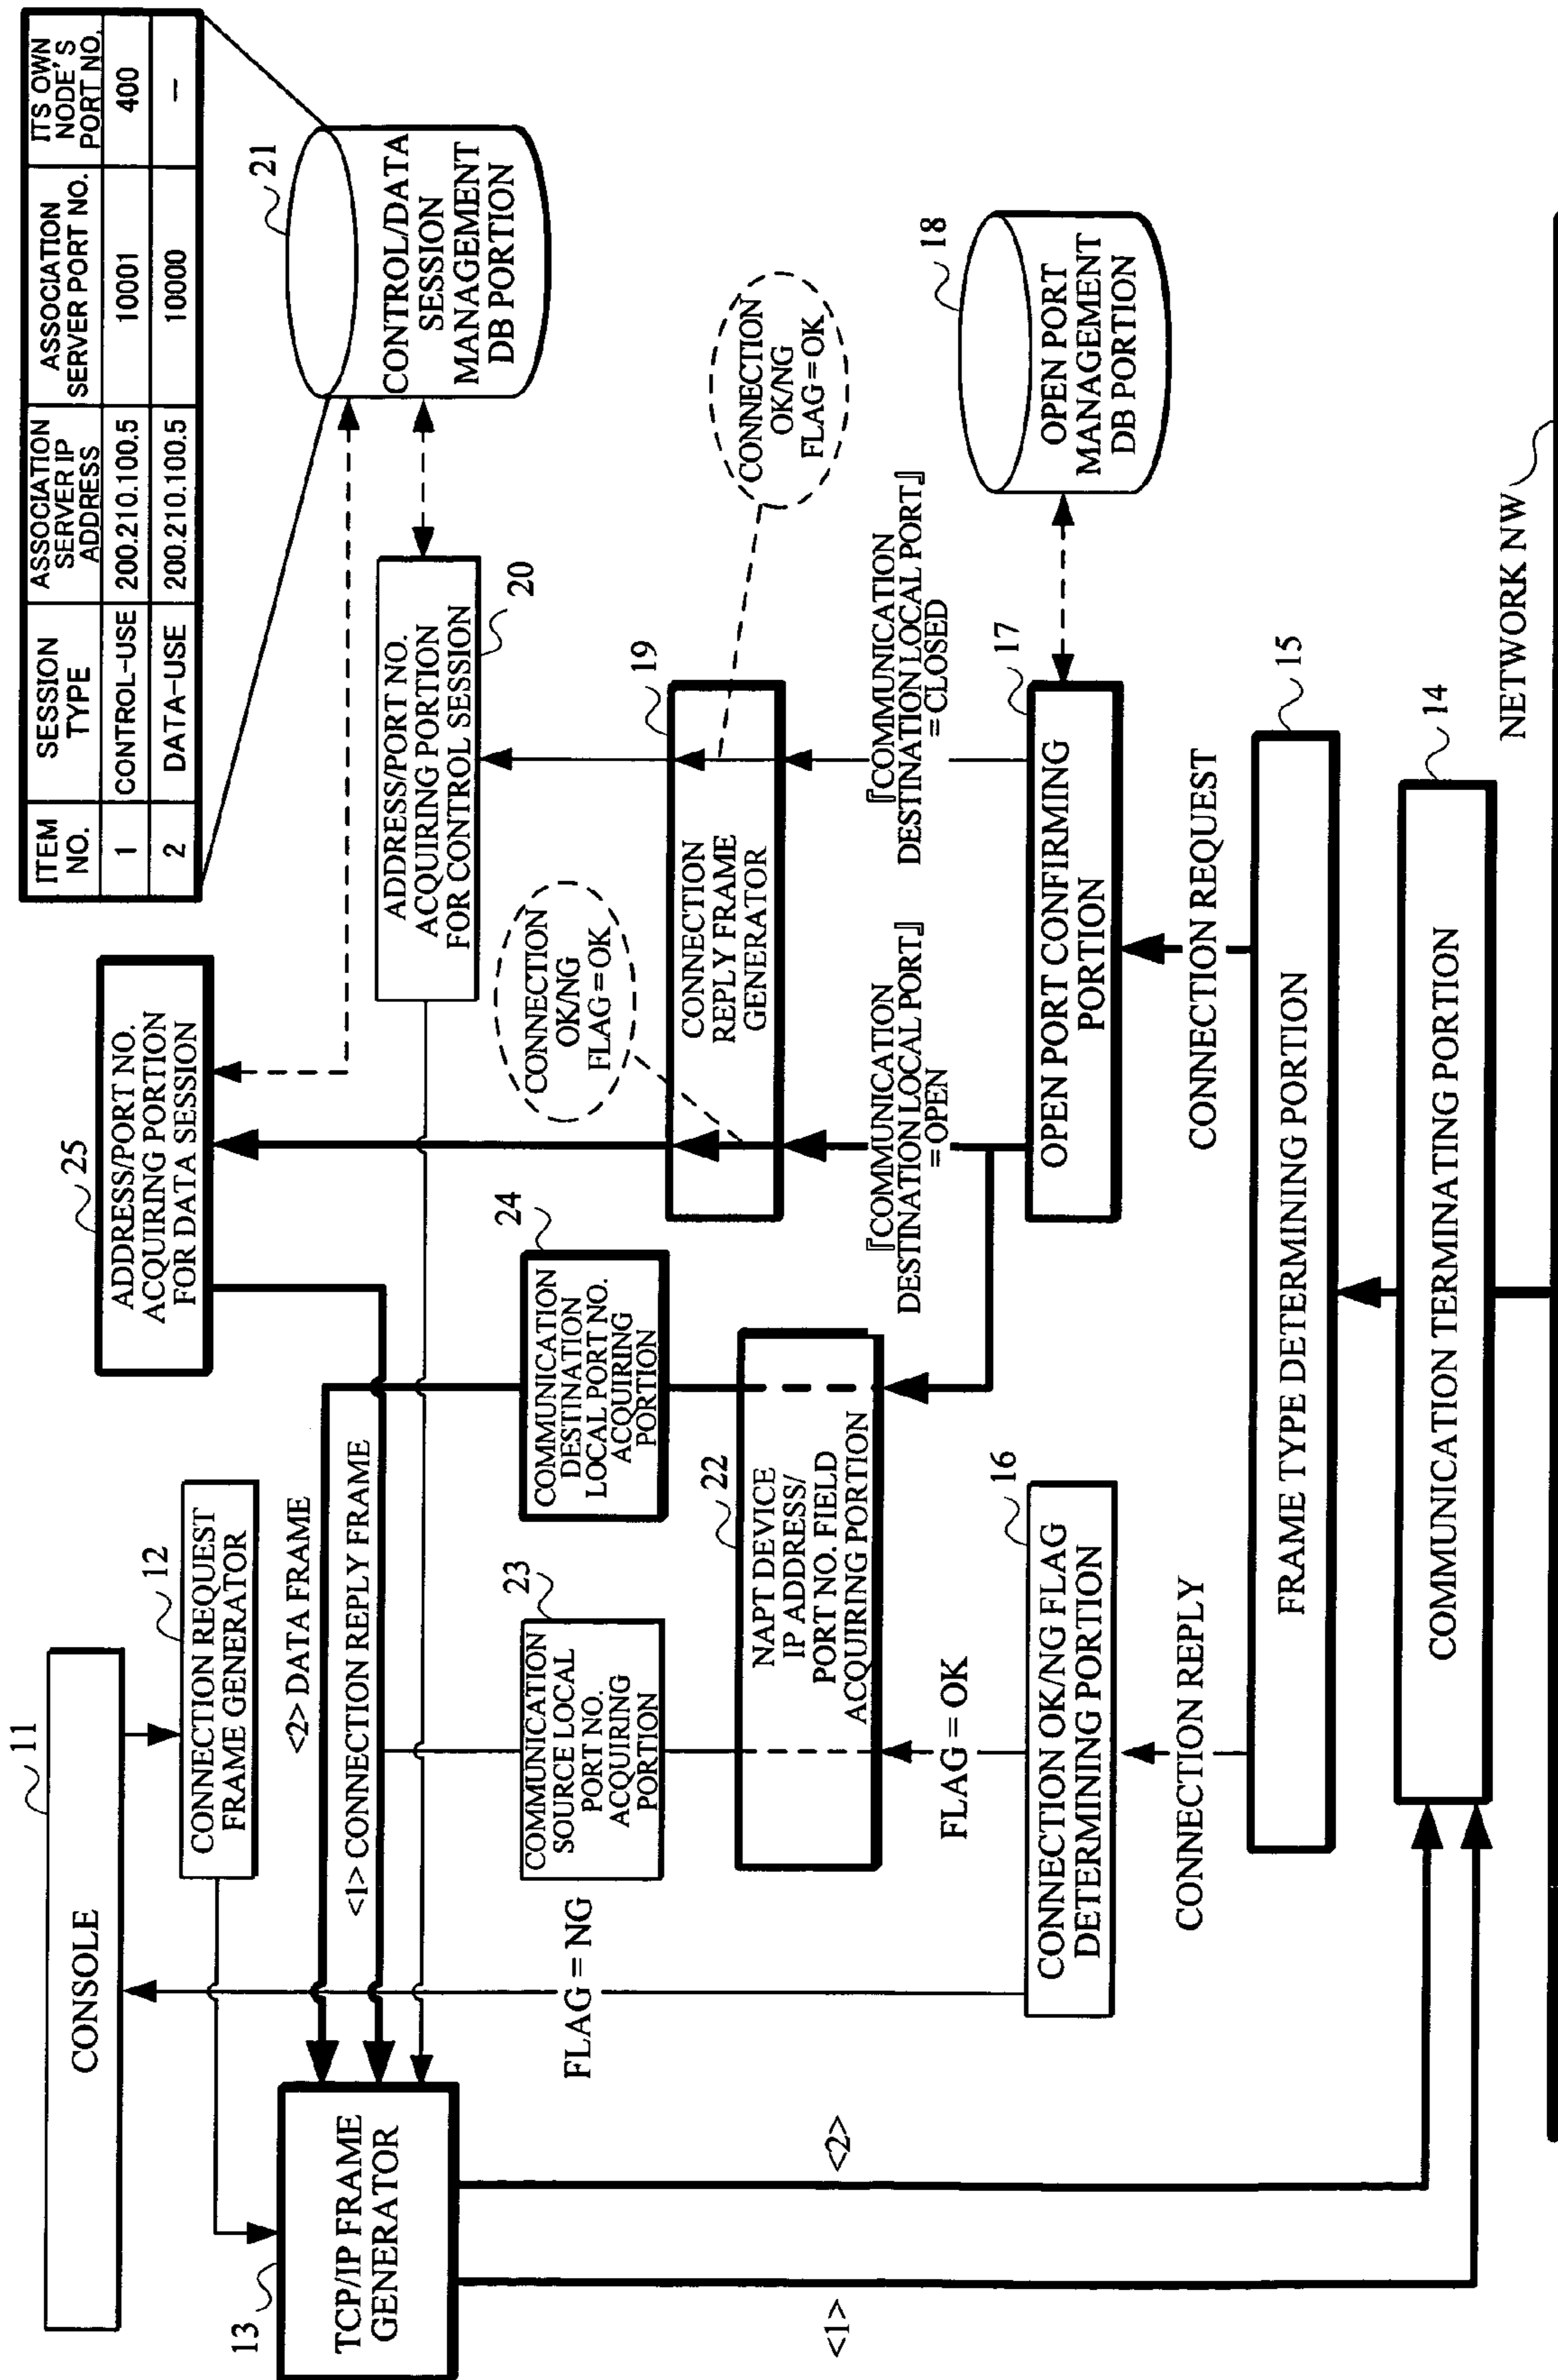 11
CONSOLE
12
CONNECTION REQUEST
FRAME GENERATOR
13
TCP/IP FRAME
GENERATOR
<2> DATA FRAME
<1> CONNECTION REPLY FRAME
25
ADDRESS/PORT NO.
ACQUIRING PORTION
FOR DATA SESSION
ITEM
NO.
SESSION
TYPE
ASSOCIATION
SERVER IP
ADDRESS
ASSOCIATION
SERVER PORT NO.
ITS OWN
NODE'S
PORT NO.
1 CONTROL-USE 200.210.100.5 10001 400
2 DATA-USE 200.210.100.5 10000 --
21
CONTROL/DATA
SESSION
MANAGEMENT
DB PORTION
ADDRESS/PORT NO.
ACQUIRING PORTION
FOR CONTROL SESSION
20
FLAG = NG
23
COMMUNICATION
SOURCE LOCAL
PORT NO.
ACQUIRING
PORTION
24
COMMUNICATION
DESTINATION
LOCAL PORT NO.
ACQUIRING
PORTION
CONNECTION
OK/NG
FLAG = OK
CONNECTION
OK/NG
FLAG = OK
19
CONNECTION
REPLY FRAME
GENERATOR
22
NAPT DEVICE
IP ADDRESS/
PORT NO. FIELD
ACQUIRING PORTION
<2>
<1>
FLAG = OK
『COMMUNICATION
DESTINATION LOCAL PORT』
= OPEN
『COMMUNICATION
DESTINATION LOCAL PORT』
= CLOSED
18
OPEN PORT
MANAGEMENT
DB PORTION
16
CONNECTION OK/NG FLAG
DETERMINING PORTION
17
OPEN PORT CONFIRMING
PORTION
CONNECTION REPLY
CONNECTION REQUEST
15
FRAME TYPE DETERMINING PORTION
14
COMMUNICATION TERMINATING PORTION
NETWORK NW